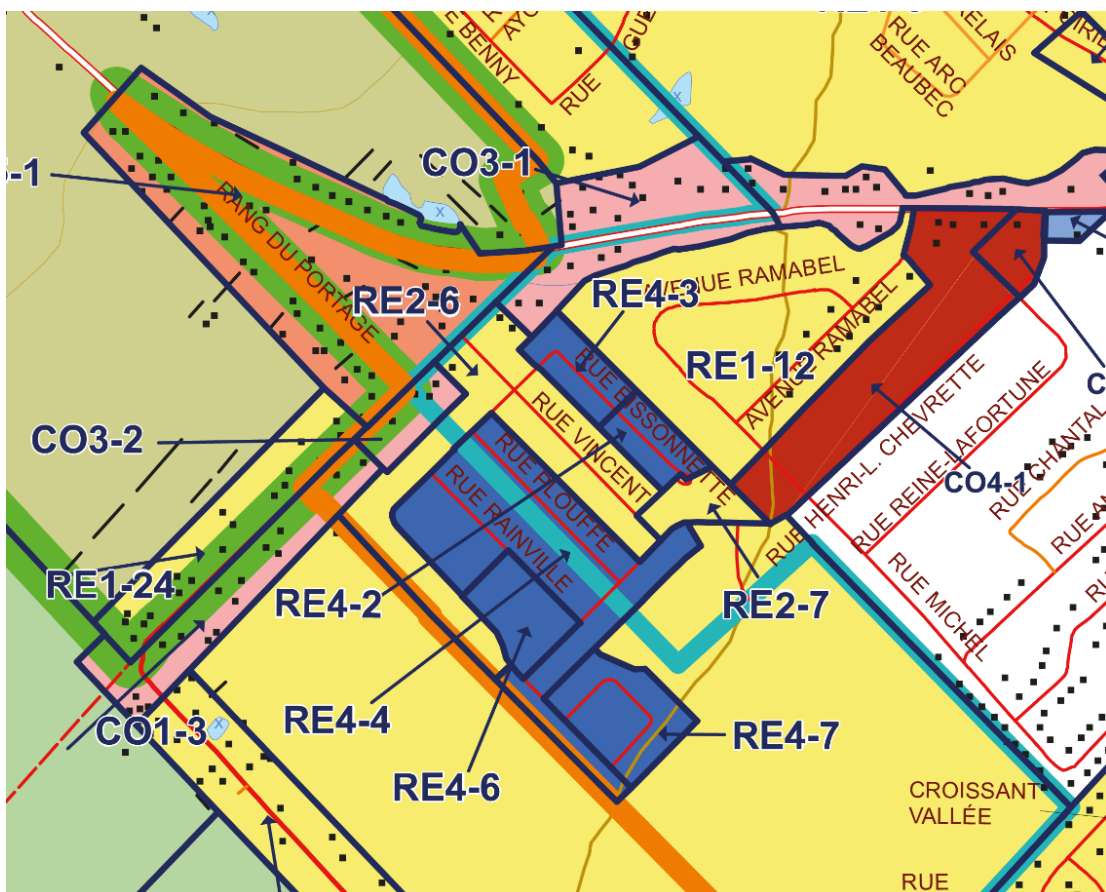 RUE BENNY
RUE
RUE ARC
BEAUBEC
RELAIS
CO3-1
RANG DU PORTAGE
AVENUE RAMABEL
RE2-6
RE4-3
RE1-12
AVENUE RAMABEL
RUE BISSONNETTE
RUE VINCENT
CO3-2
RUE PLOUFFE
RUE RAINVILLE
CO4-1
RUE HENRI-L. CHEVRETTE
RUE REINE-LAFORTUNE
RUE CHANTAL
RUE MICHEL
RE1-24
RE4-2
RE2-7
RE4-4
CO1-3
RE4-7
RE4-6
CROISSANT
VALLÉE
RUE